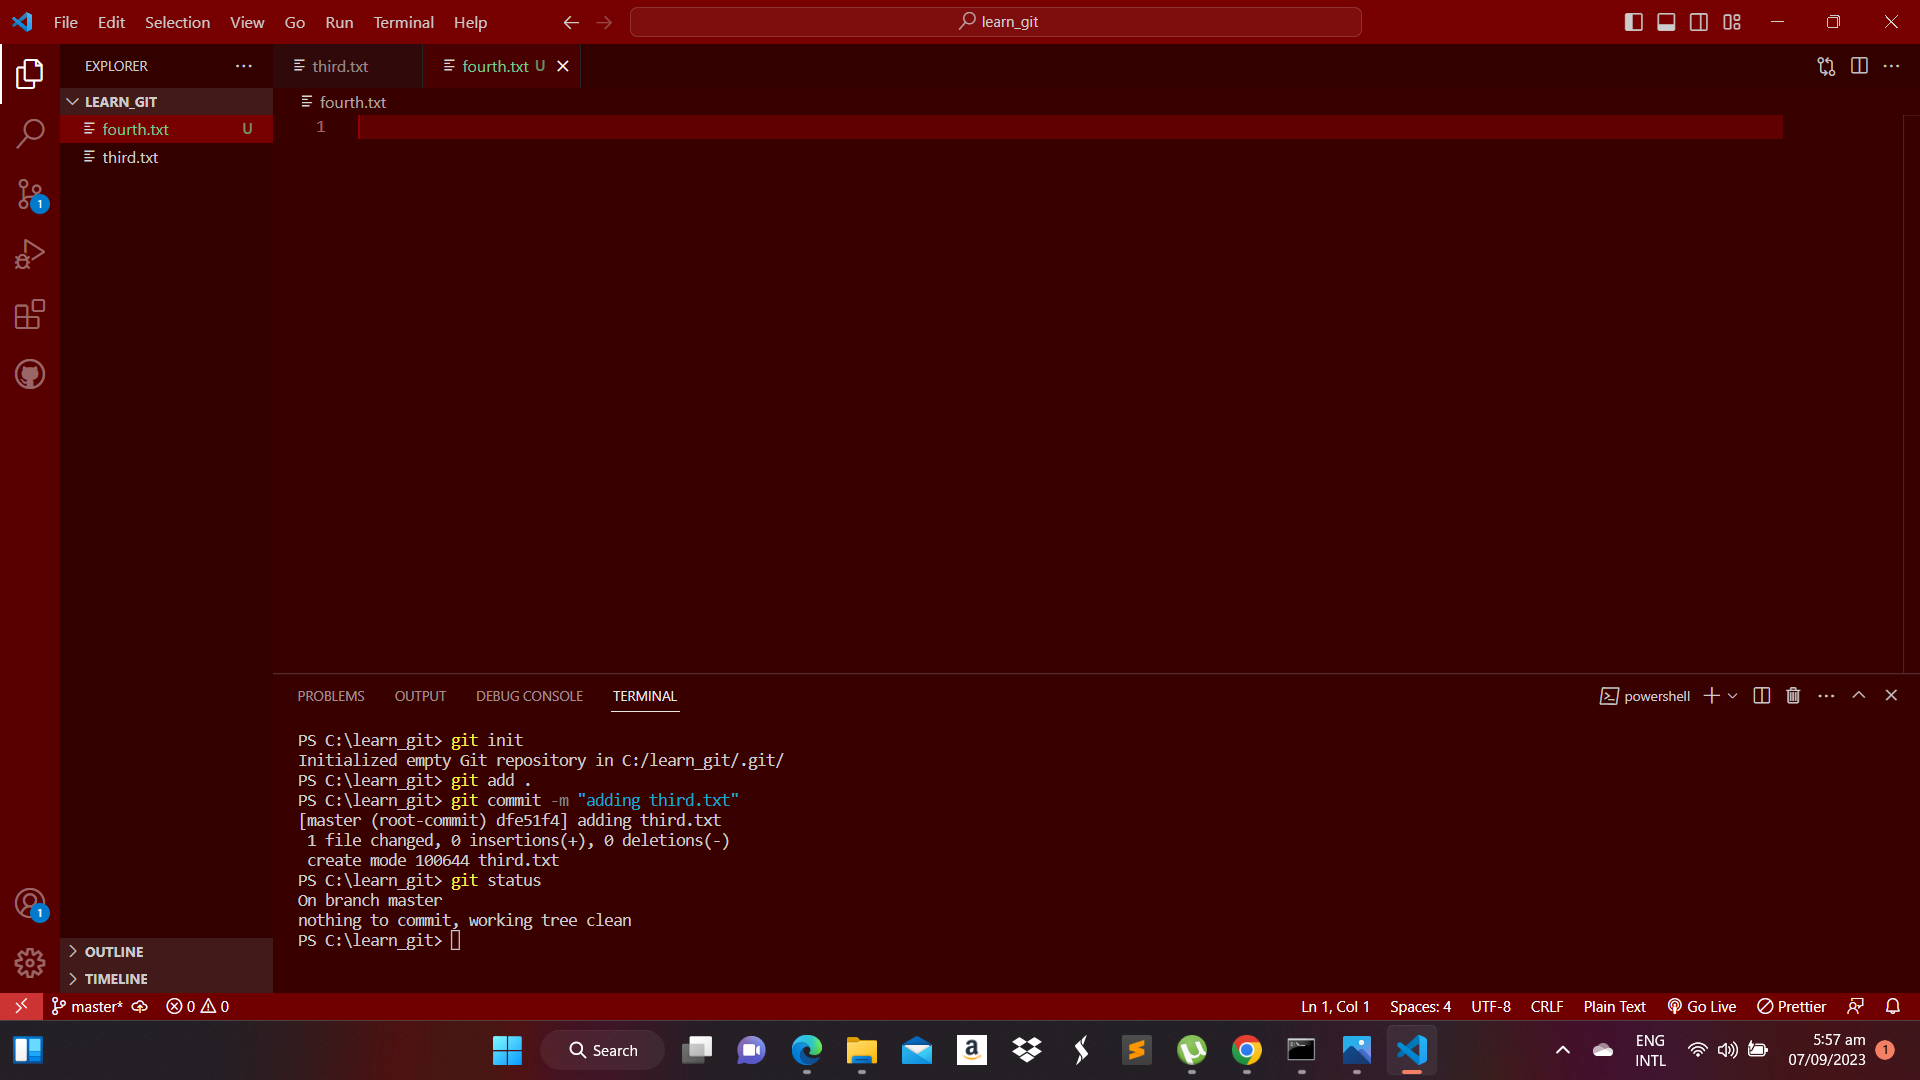 File Edit Selection View Go Run Terminal Help
learn_git
EXPLORER
third.txt
fourth.txt U
LEARN_GIT
fourth.txt U
third.txt
fourth.txt
1
1
1
OUTLINE
TIMELINE
PROBLEMS OUTPUT DEBUG CONSOLE TERMINAL
powershell
PS C:\learn_git> git init
Initialized empty Git repository in C:/learn_git/.git/
PS C:\learn_git> git add .
PS C:\learn_git> git commit -m "adding third.txt"
[master (root-commit) dfe51f4] adding third.txt
1 file changed, 0 insertions(+), 0 deletions(-)
create mode 100644 third.txt
PS C:\learn_git> git status
On branch master
nothing to commit, working tree clean
PS C:\learn_git>
master* 0 0
Ln 1, Col 1 Spaces: 4 UTF-8 CRLF Plain Text Go Live Prettier
Search
a
ENG
INTL
5:57 am
07/09/2023
1